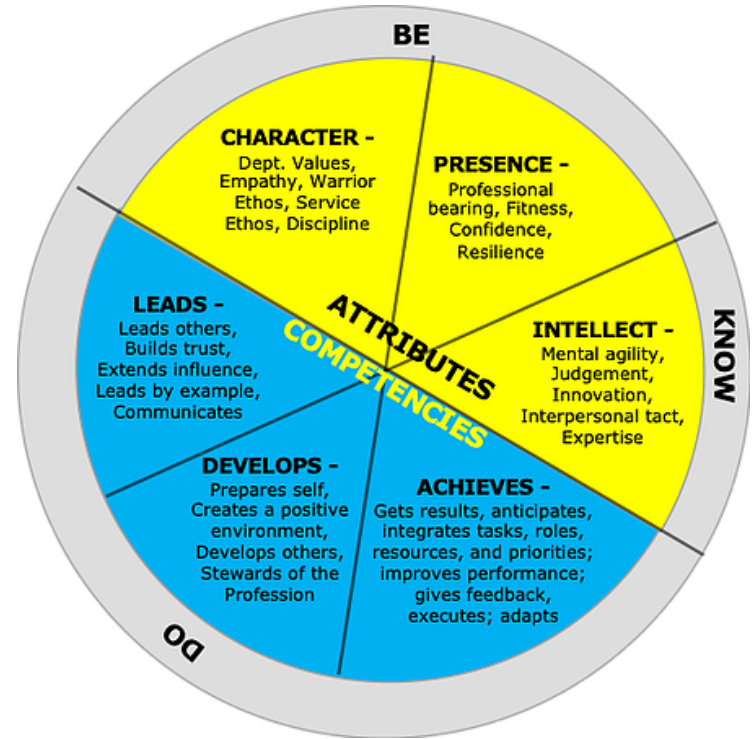 BE
CHARACTER -
Dept. Values,
Empathy, Warrior
Ethos, Service
Ethos, Discipline
PRESENCE -
Professional
bearing, Fitness,
Confidence,
Resilience
KNOW
INTELLECT -
Mental agility,
Judgement,
Innovation,
Interpersonal tact,
Expertise
ATTRIBUTES
COMPETENCIES
LEADS -
Leads others,
Builds trust,
Extends influence,
Leads by example,
Communicates
DEVELOPS -
Prepares self,
Creates a positive
environment,
Develops others,
Stewards of the
Profession
ACHIEVES -
Gets results, anticipates,
integrates tasks, roles,
resources, and priorities;
improves performance;
gives feedback,
executes; adapts
DO